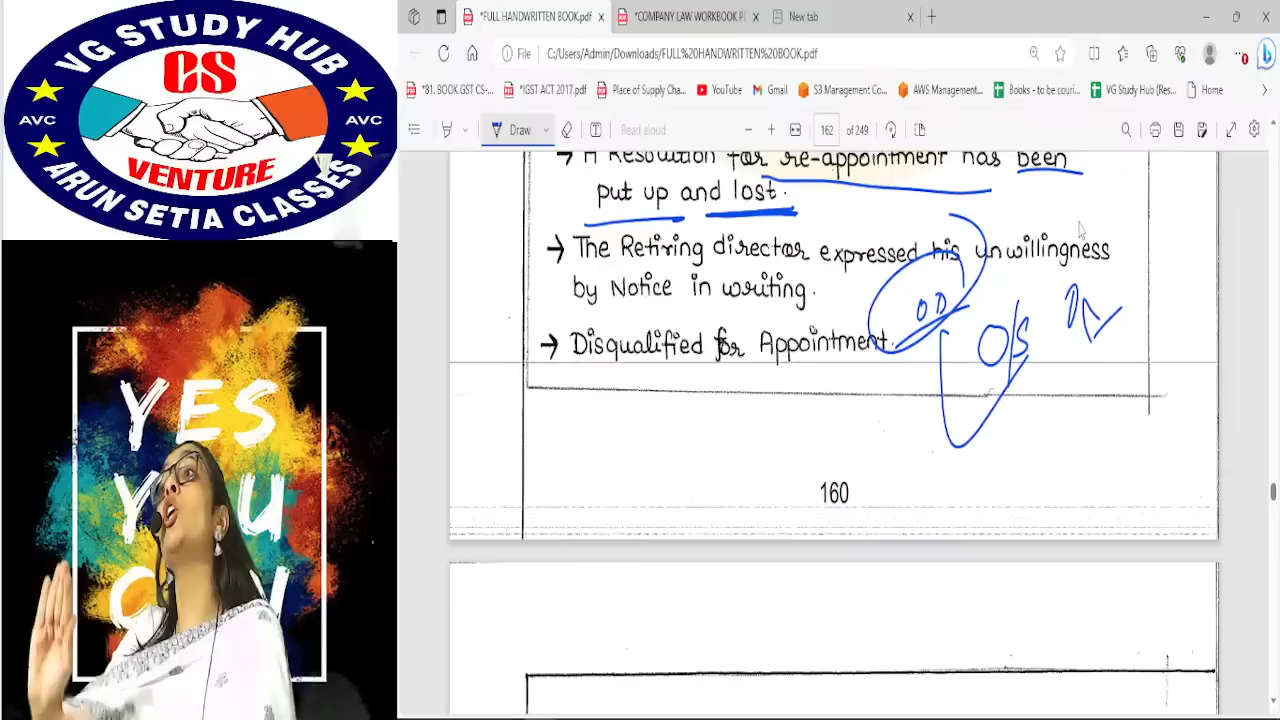 VG STUDY HUB
CS
AVC
AVC
VENTURE
ARUN SETIA CLASSES
YES
YOU
*FULL HANDWRITTEN BOOK.pdf
*COMPANY LAW WORKBOOK P
New tab
File
C:/Users/Admin/Downloads/FULL%20HANDWRITTEN%20BOOK.pdf
*81. BOOK GST CS-...
*IGST ACT 2017.pdf
Place of Supply Cha...
YouTube
Gmail
S3 Management Co...
AWS Management...
Books - to be couri...
VG Study Hub (Res...
Home
Draw
Read aloud
162
of 249
→ A Resolution for re-appointment has been
put up and lost.
→ The Retiring director expressed his unwillingness
by Notice in writing.
OD
O/S
→ Disqualified for Appointment.
160